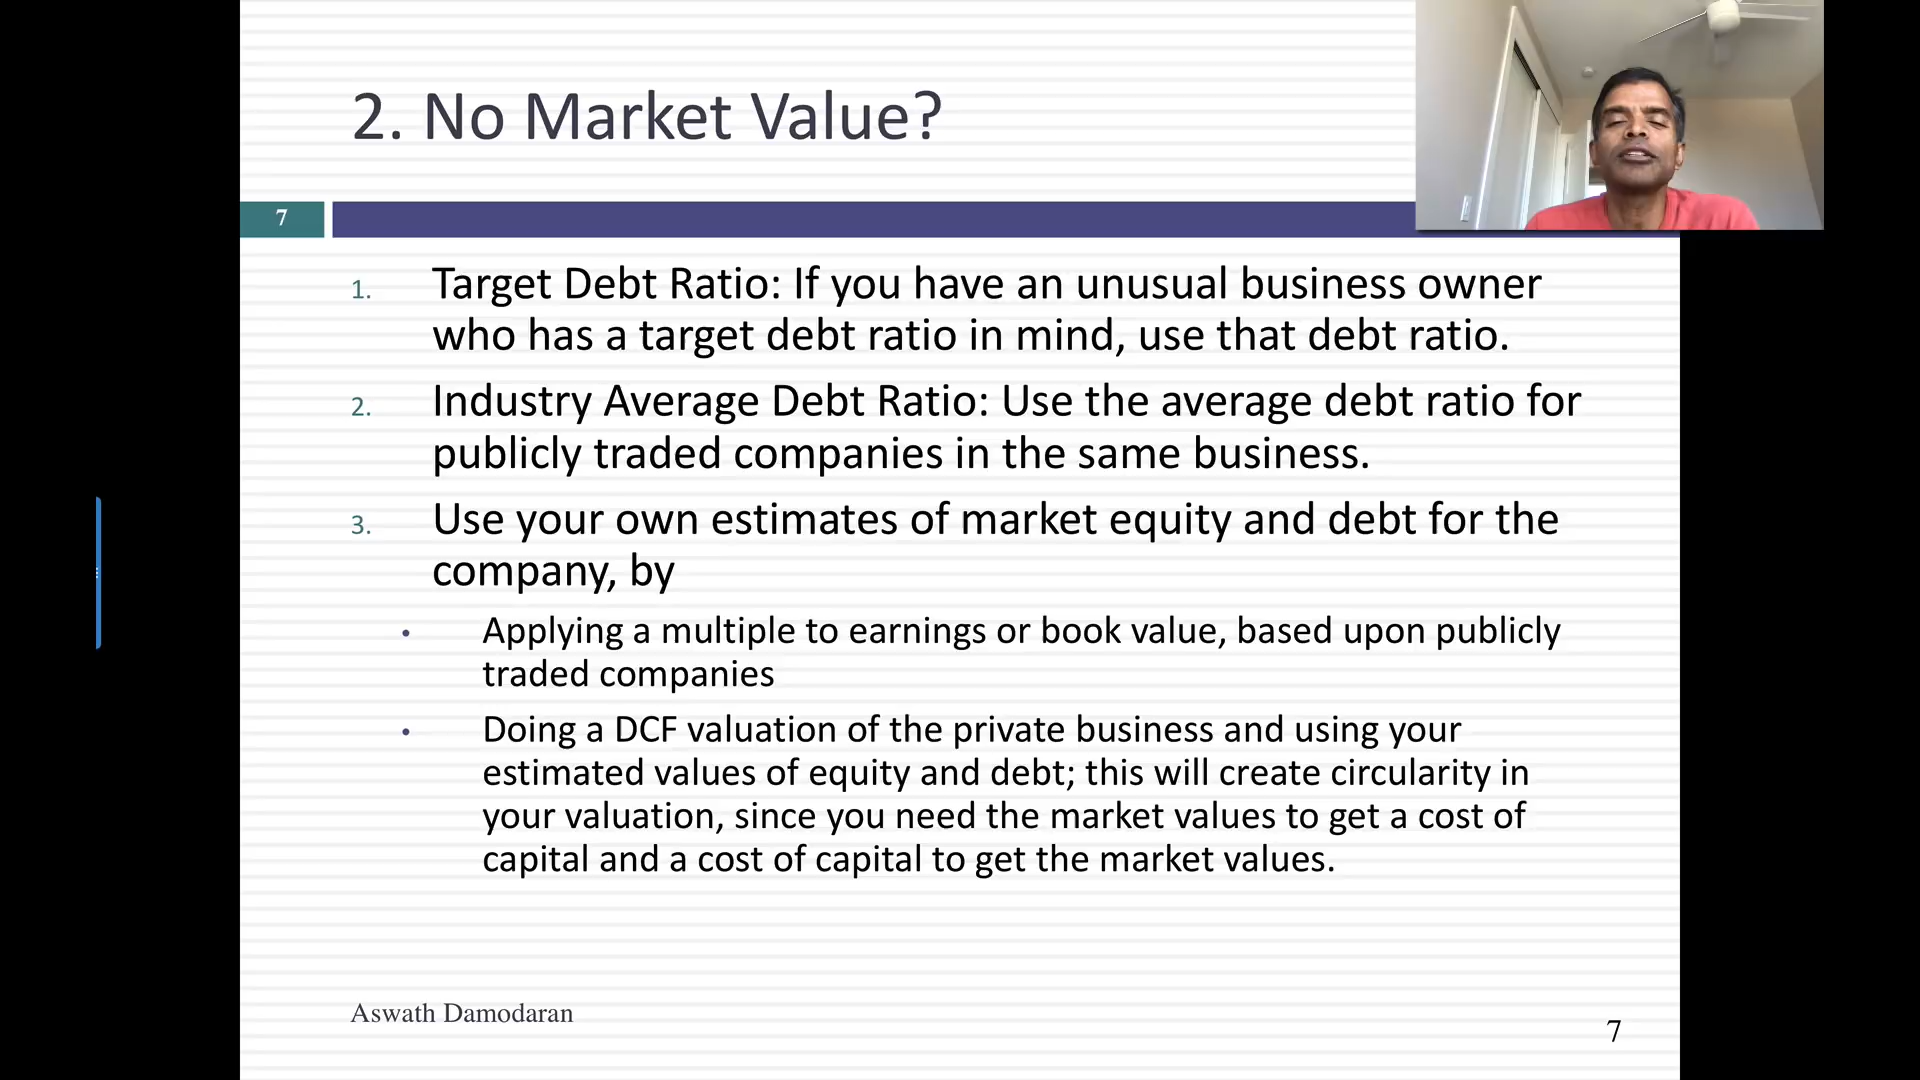 2. No Market Value?
7
1. Target Debt Ratio: If you have an unusual business owner
who has a target debt ratio in mind, use that debt ratio.
2. Industry Average Debt Ratio: Use the average debt ratio for
publicly traded companies in the same business.
3. Use your own estimates of market equity and debt for the
company, by
• Applying a multiple to earnings or book value, based upon publicly
traded companies
• Doing a DCF valuation of the private business and using your
estimated values of equity and debt; this will create circularity in
your valuation, since you need the market values to get a cost of
capital and a cost of capital to get the market values.
Aswath Damodaran
7